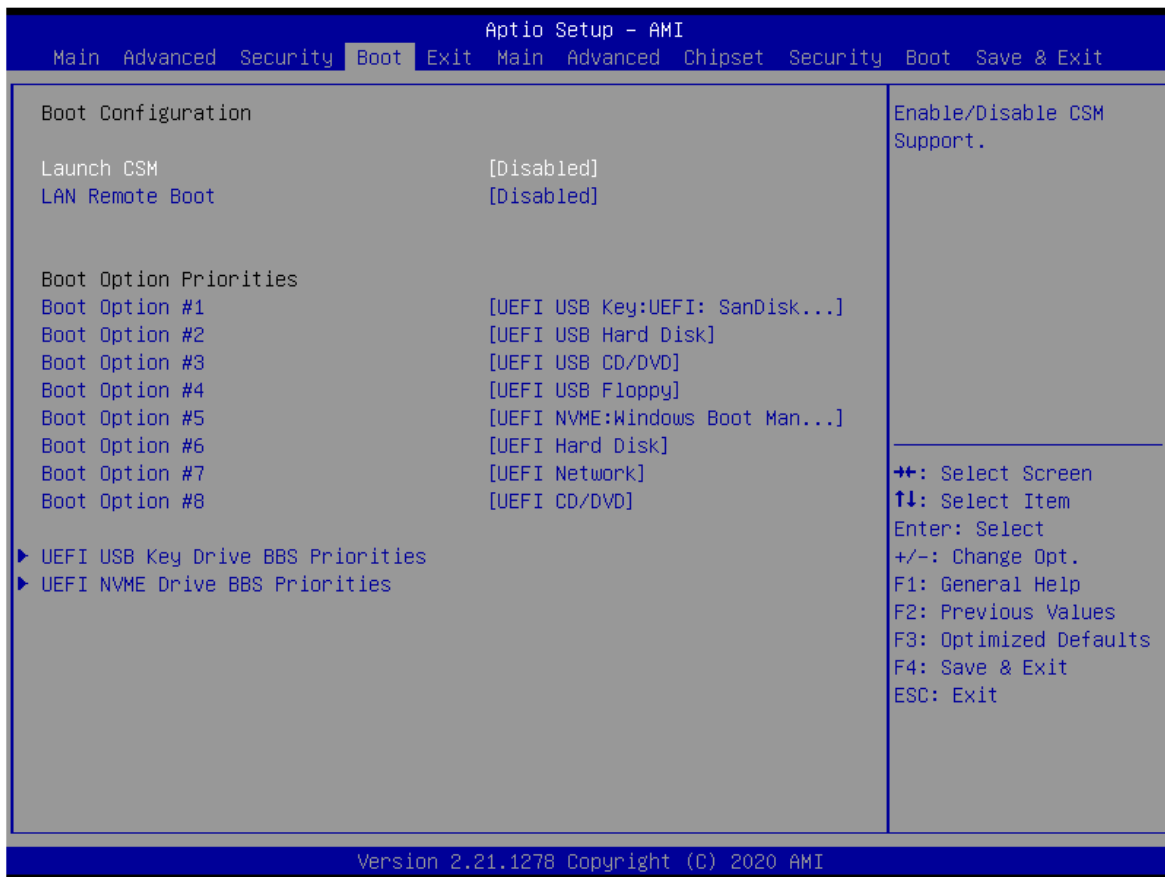 Aptio Setup – AMI
Main Advanced Security Boot Exit Main Advanced Chipset Security Boot Save & Exit
Boot Configuration
Launch CSM [Disabled]
LAN Remote Boot [Disabled]
Boot Option Priorities
Boot Option #1 [UEFI USB Key:UEFI: SanDisk...]
Boot Option #2 [UEFI USB Hard Disk]
Boot Option #3 [UEFI USB CD/DVD]
Boot Option #4 [UEFI USB Floppy]
Boot Option #5 [UEFI NVME:Windows Boot Man...]
Boot Option #6 [UEFI Hard Disk]
Boot Option #7 [UEFI Network]
Boot Option #8 [UEFI CD/DVD]
UEFI USB Key Drive BBS Priorities
UEFI NVME Drive BBS Priorities
Enable/Disable CSM
Support.
→←: Select Screen
↑↓: Select Item
Enter: Select
+/-: Change Opt.
F1: General Help
F2: Previous Values
F3: Optimized Defaults
F4: Save & Exit
ESC: Exit
Version 2.21.1278 Copyright (C) 2020 AMI